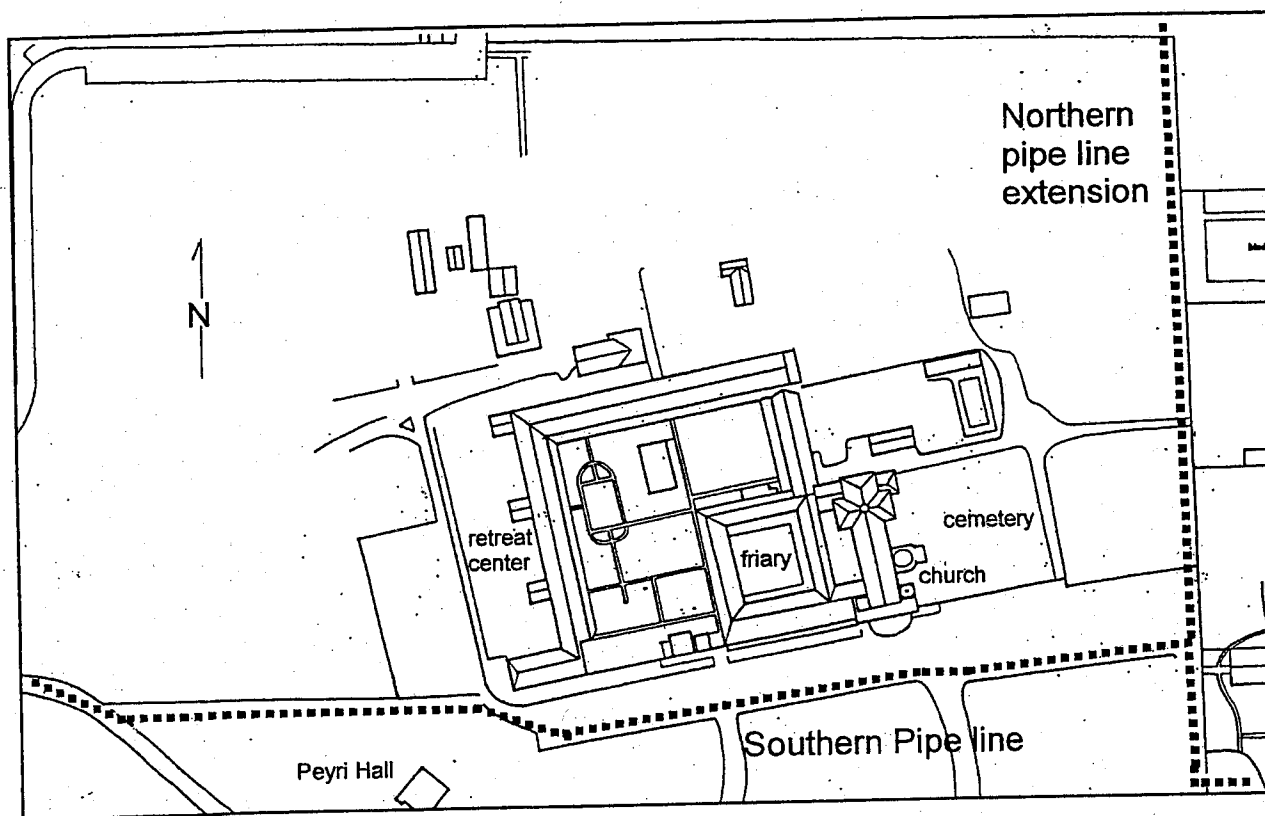 Northern
pipe line
extension
N
retreat
center
friary
cemetery
church
Southern Pipe line
Peyri Hall